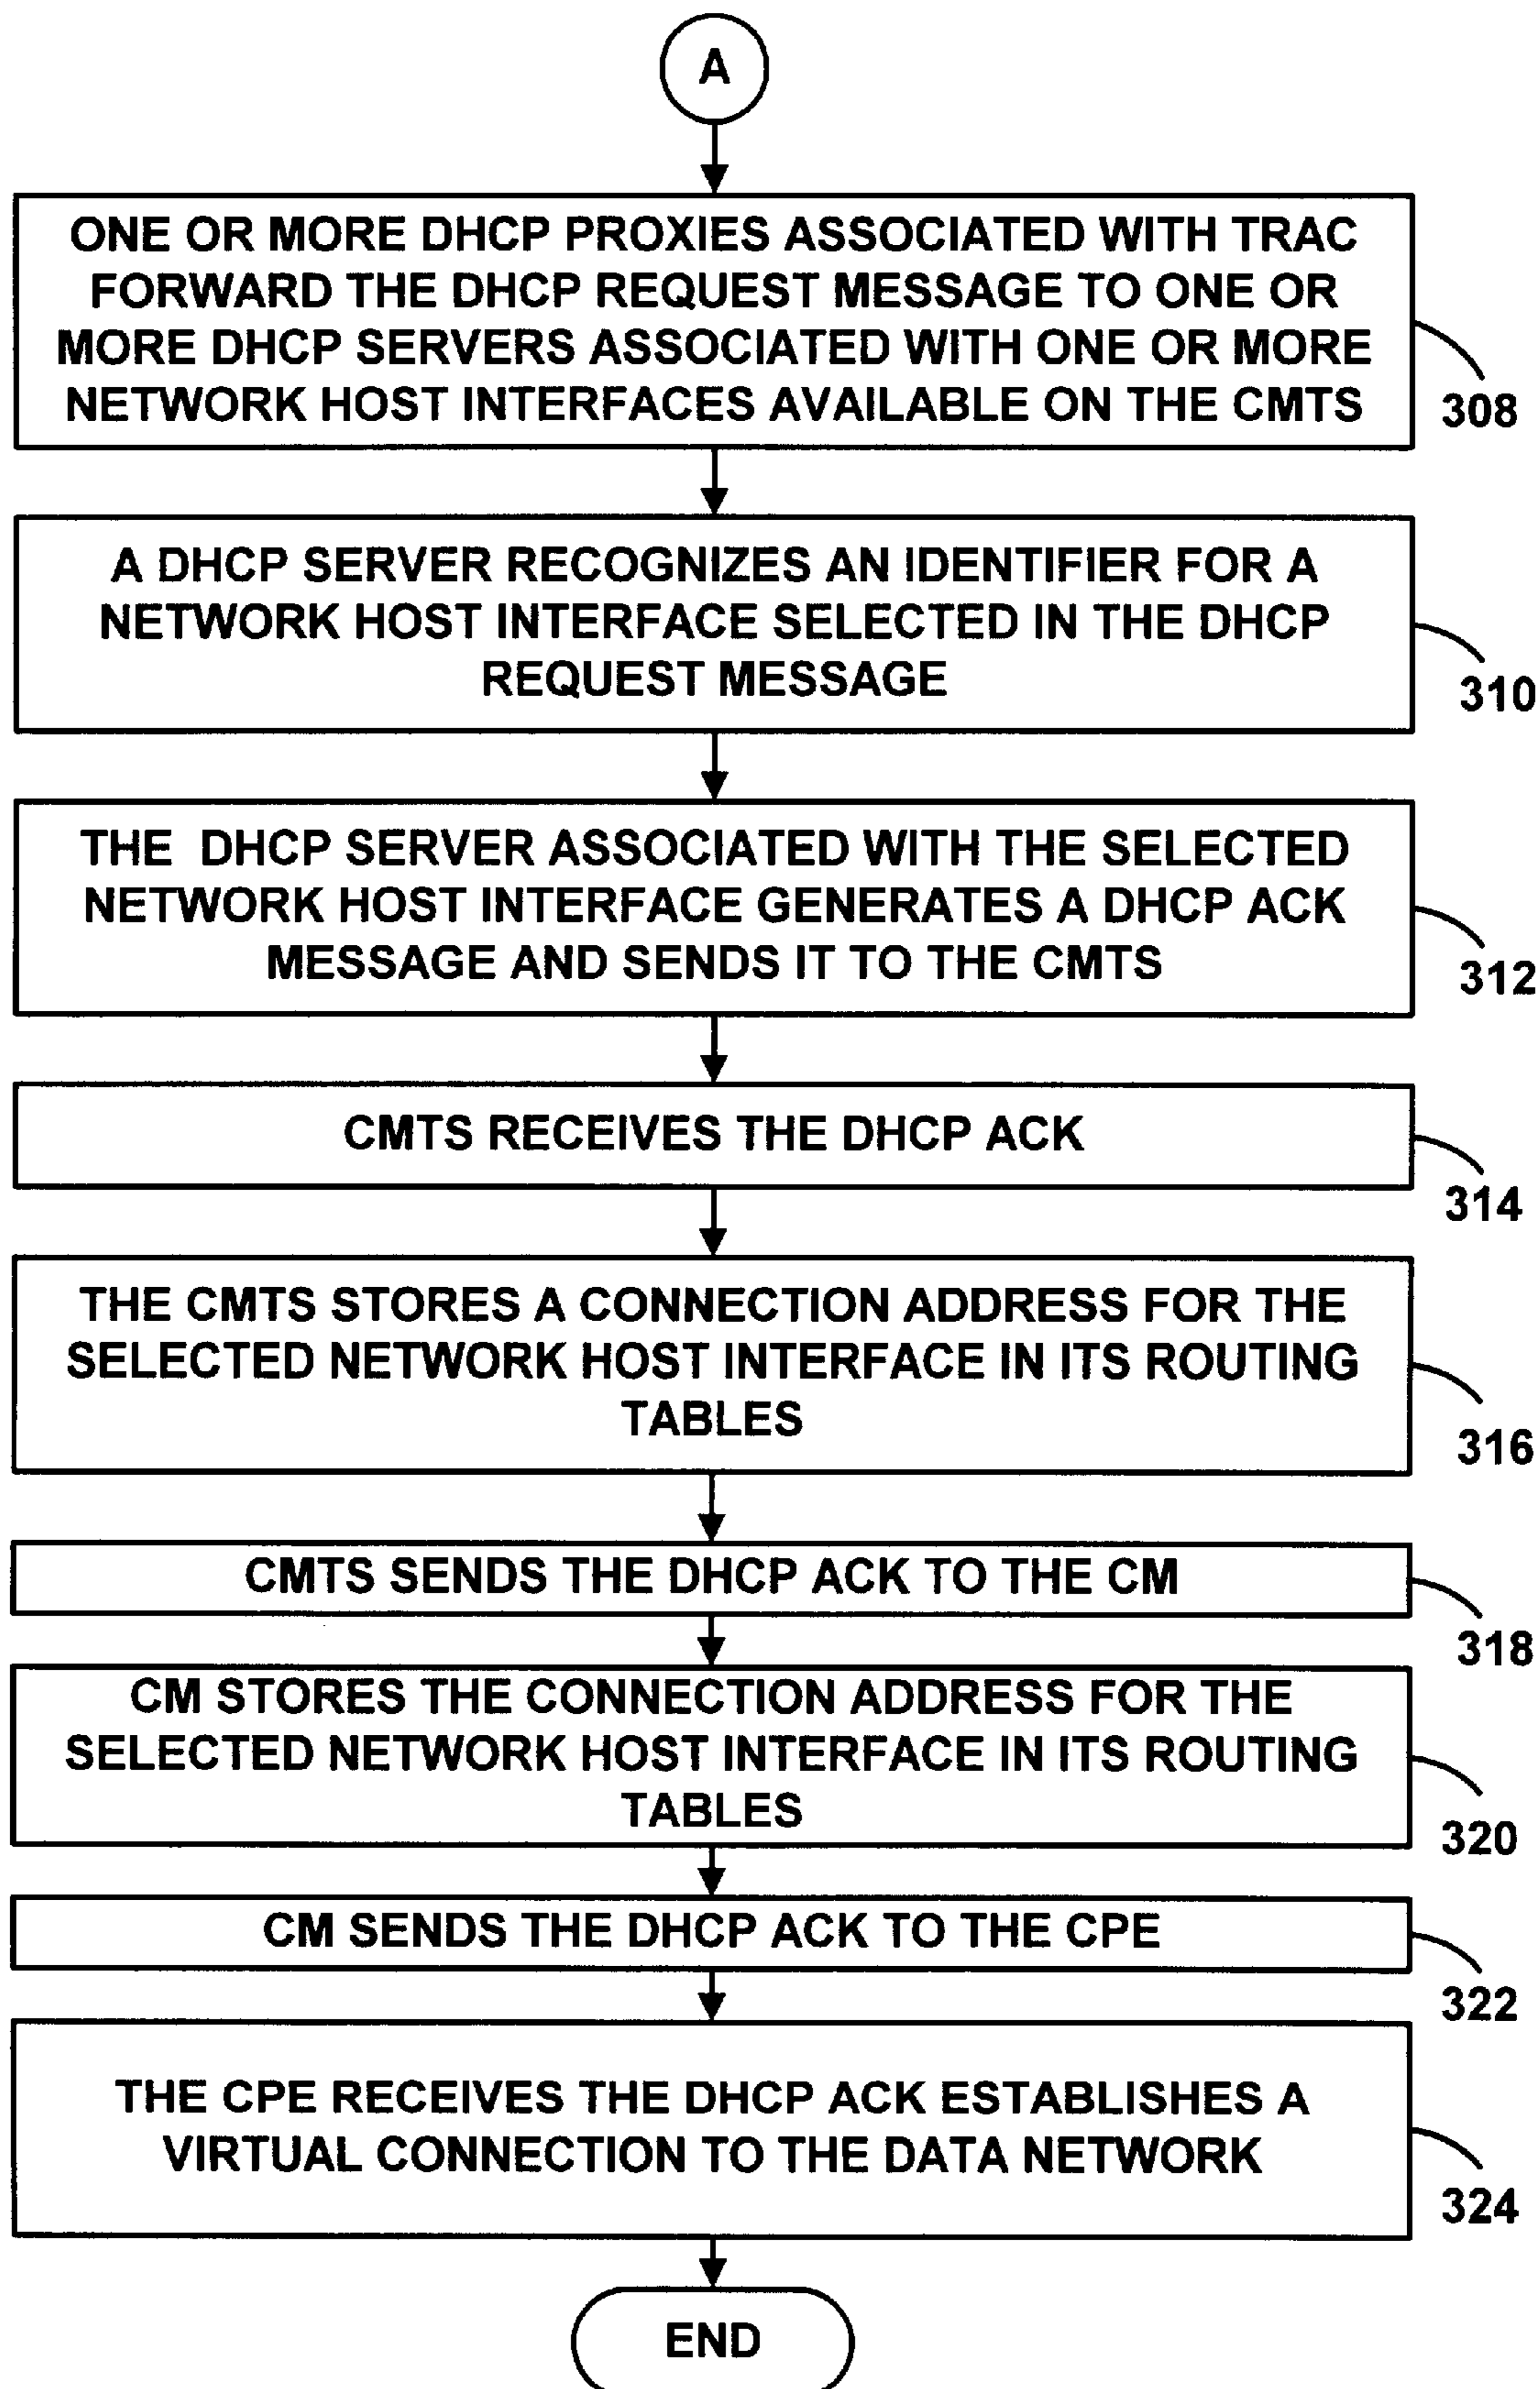 A
ONE OR MORE DHCP PROXIES ASSOCIATED WITH TRAC
FORWARD THE DHCP REQUEST MESSAGE TO ONE OR
MORE DHCP SERVERS ASSOCIATED WITH ONE OR MORE
NETWORK HOST INTERFACES AVAILABLE ON THE CMTS
308
A DHCP SERVER RECOGNIZES AN IDENTIFIER FOR A
NETWORK HOST INTERFACE SELECTED IN THE DHCP
REQUEST MESSAGE
310
THE DHCP SERVER ASSOCIATED WITH THE SELECTED
NETWORK HOST INTERFACE GENERATES A DHCP ACK
MESSAGE AND SENDS IT TO THE CMTS
312
CMTS RECEIVES THE DHCP ACK
314
THE CMTS STORES A CONNECTION ADDRESS FOR THE
SELECTED NETWORK HOST INTERFACE IN ITS ROUTING
TABLES
316
CMTS SENDS THE DHCP ACK TO THE CM
318
CM STORES THE CONNECTION ADDRESS FOR THE
SELECTED NETWORK HOST INTERFACE IN ITS ROUTING
TABLES
320
CM SENDS THE DHCP ACK TO THE CPE
322
THE CPE RECEIVES THE DHCP ACK ESTABLISHES A
VIRTUAL CONNECTION TO THE DATA NETWORK
324
END